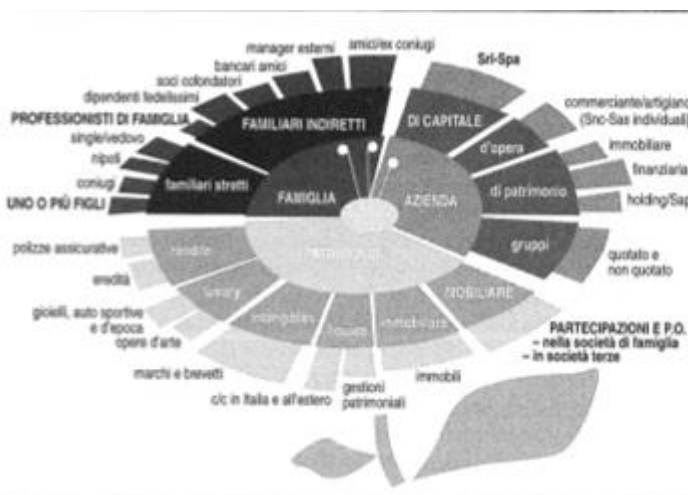 manager esterni
amici/ex coniugi
bancari amici
soci cofondatori
dipendenti fedelissimi
PROFESSIONISTI DI FAMIGLIA
single/vedovo
nipoti
coniugi
UNO O PIÙ FIGLI
FAMILIARI INDIRETTI
familiari stretti
FAMIGLIA
Srl-Spa
commerciante/artigiano
(Snc-Sas individuali)
immobiliare
finanziaria
holding/Sap
quotato e
non quotato
DI CAPITALE
d'opera
di patrimonio
gruppi
AZIENDA
PATRIMONIO
rendite
luxury
intangibles
liquido
immobiliare
MOBILIARE
polizze assicurative
eredità
gioielli, auto sportive
e d'epoca
opere d'arte
marchi e brevetti
c/c in Italia e all'estero
gestioni
patrimoniali
immobili
PARTECIPAZIONI E P.O.
– nella società di famiglia
– in società terze